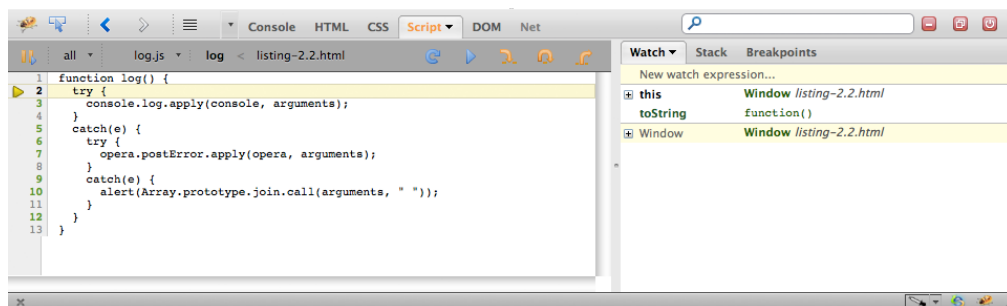 Console HTML CSS Script DOM Net
all log.js log < listing-2.2.html
Watch Stack Breakpoints
New watch expression...
this Window listing-2.2.html
toString function()
Window Window listing-2.2.html
1 function log() {
2 try {
3 console.log.apply(console, arguments);
4 }
5 catch(e) {
6 try {
7 opera.postError.apply(opera, arguments);
8 }
9 catch(e) {
10 alert(Array.prototype.join.call(arguments, " "));
11 }
12 }
13 }